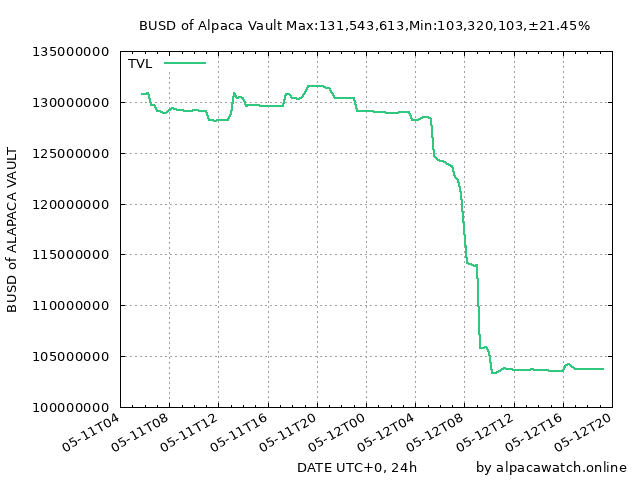 BUSD of Alpaca Vault Max:131,543,613,Min:103,320,103,±21.45%
TVL
135000000
130000000
125000000
120000000
115000000
110000000
105000000
100000000
BUSD of ALAPACA VAULT
05-11T04
05-11T08
05-11T12
05-11T16
05-11T20
05-12T00
05-12T04
05-12T08
05-12T12
05-12T16
05-12T20
DATE UTC+0, 24h
by alpacawatch.online